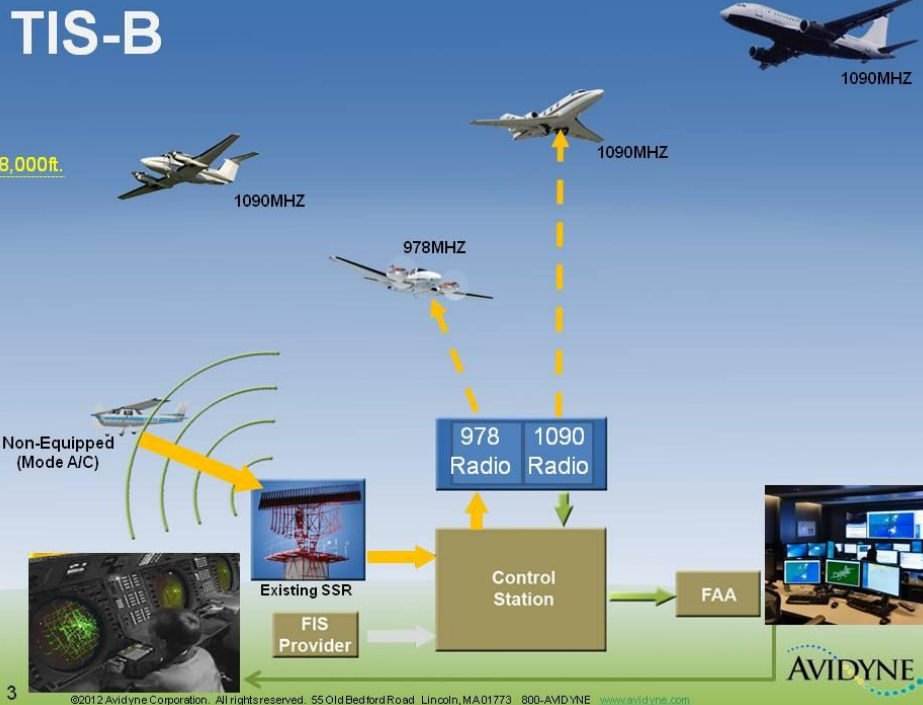 TIS-B
1090MHZ
1090MHZ
8,000ft.
1090MHZ
978MHZ
Non-Equipped
(Mode A/C)
978
Radio
1090
Radio
Existing SSR
Control
Station
FAA
FIS
Provider
AVIDYNE
3
©2012 Avidyne Corporation. All rights reserved. 55 Old Bedford Road Lincoln, MA 01773 800-AVIDYNE www.avidyne.com